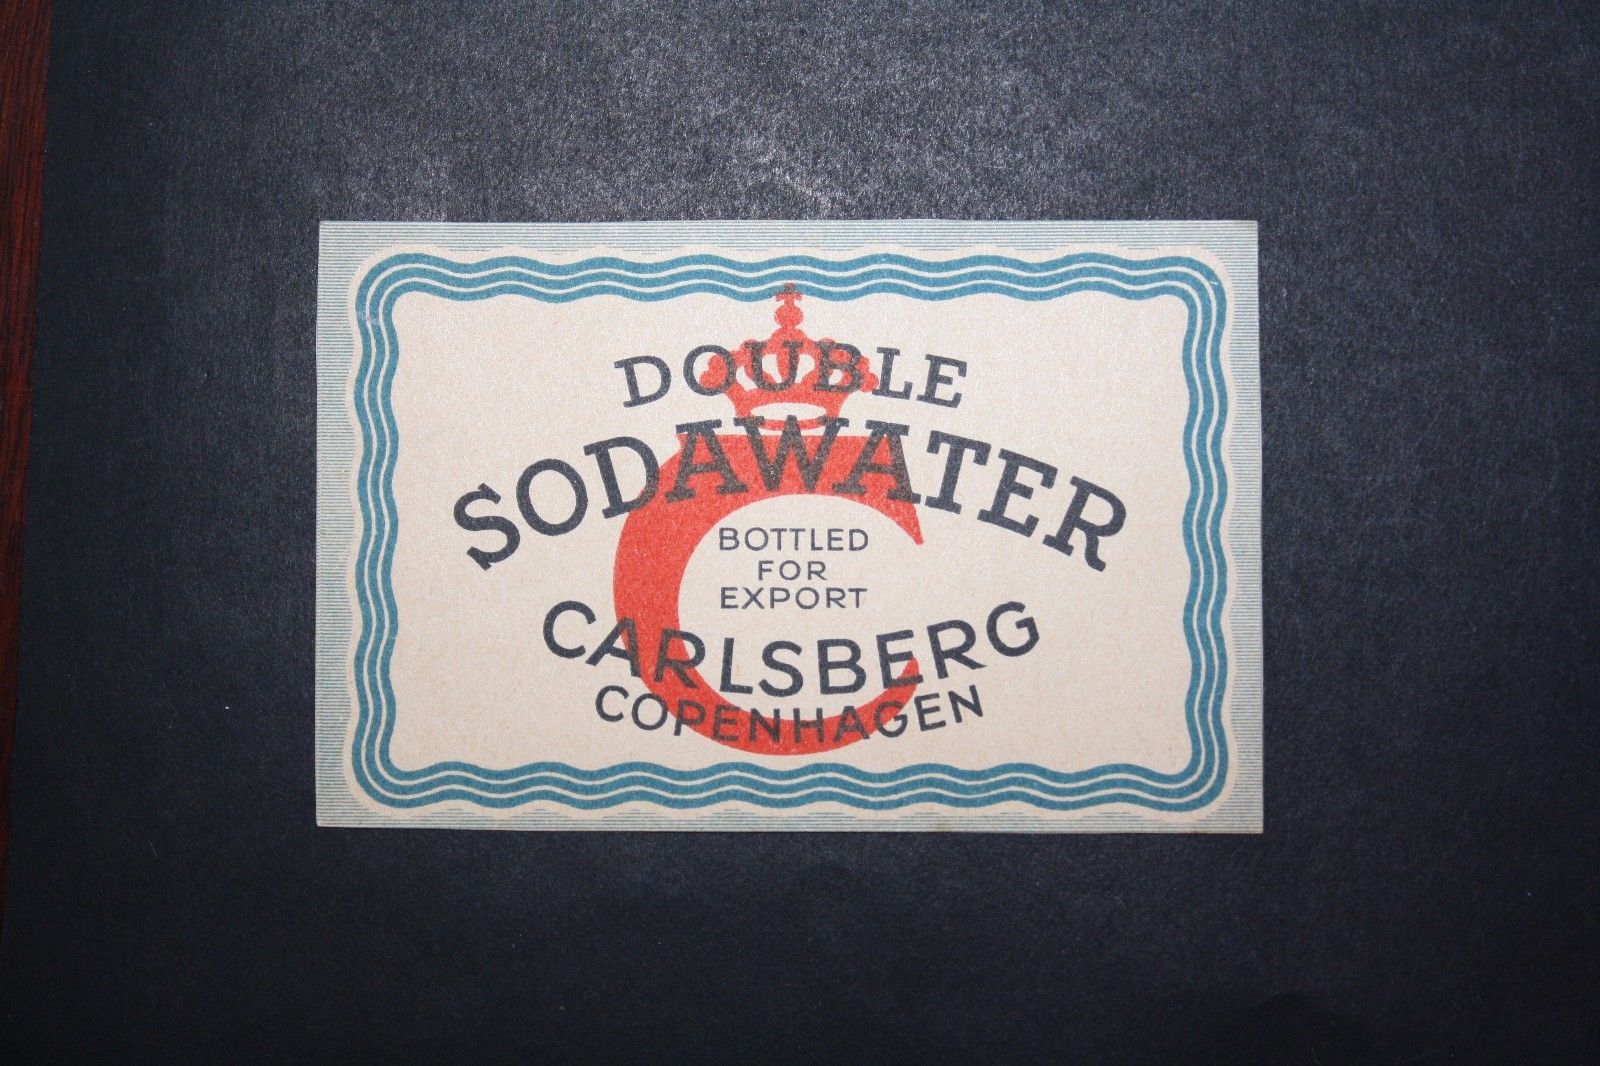 DOUBLE
SODAWATER
BOTTLED
FOR
EXPORT
CARLSBERG
COPENHAGEN